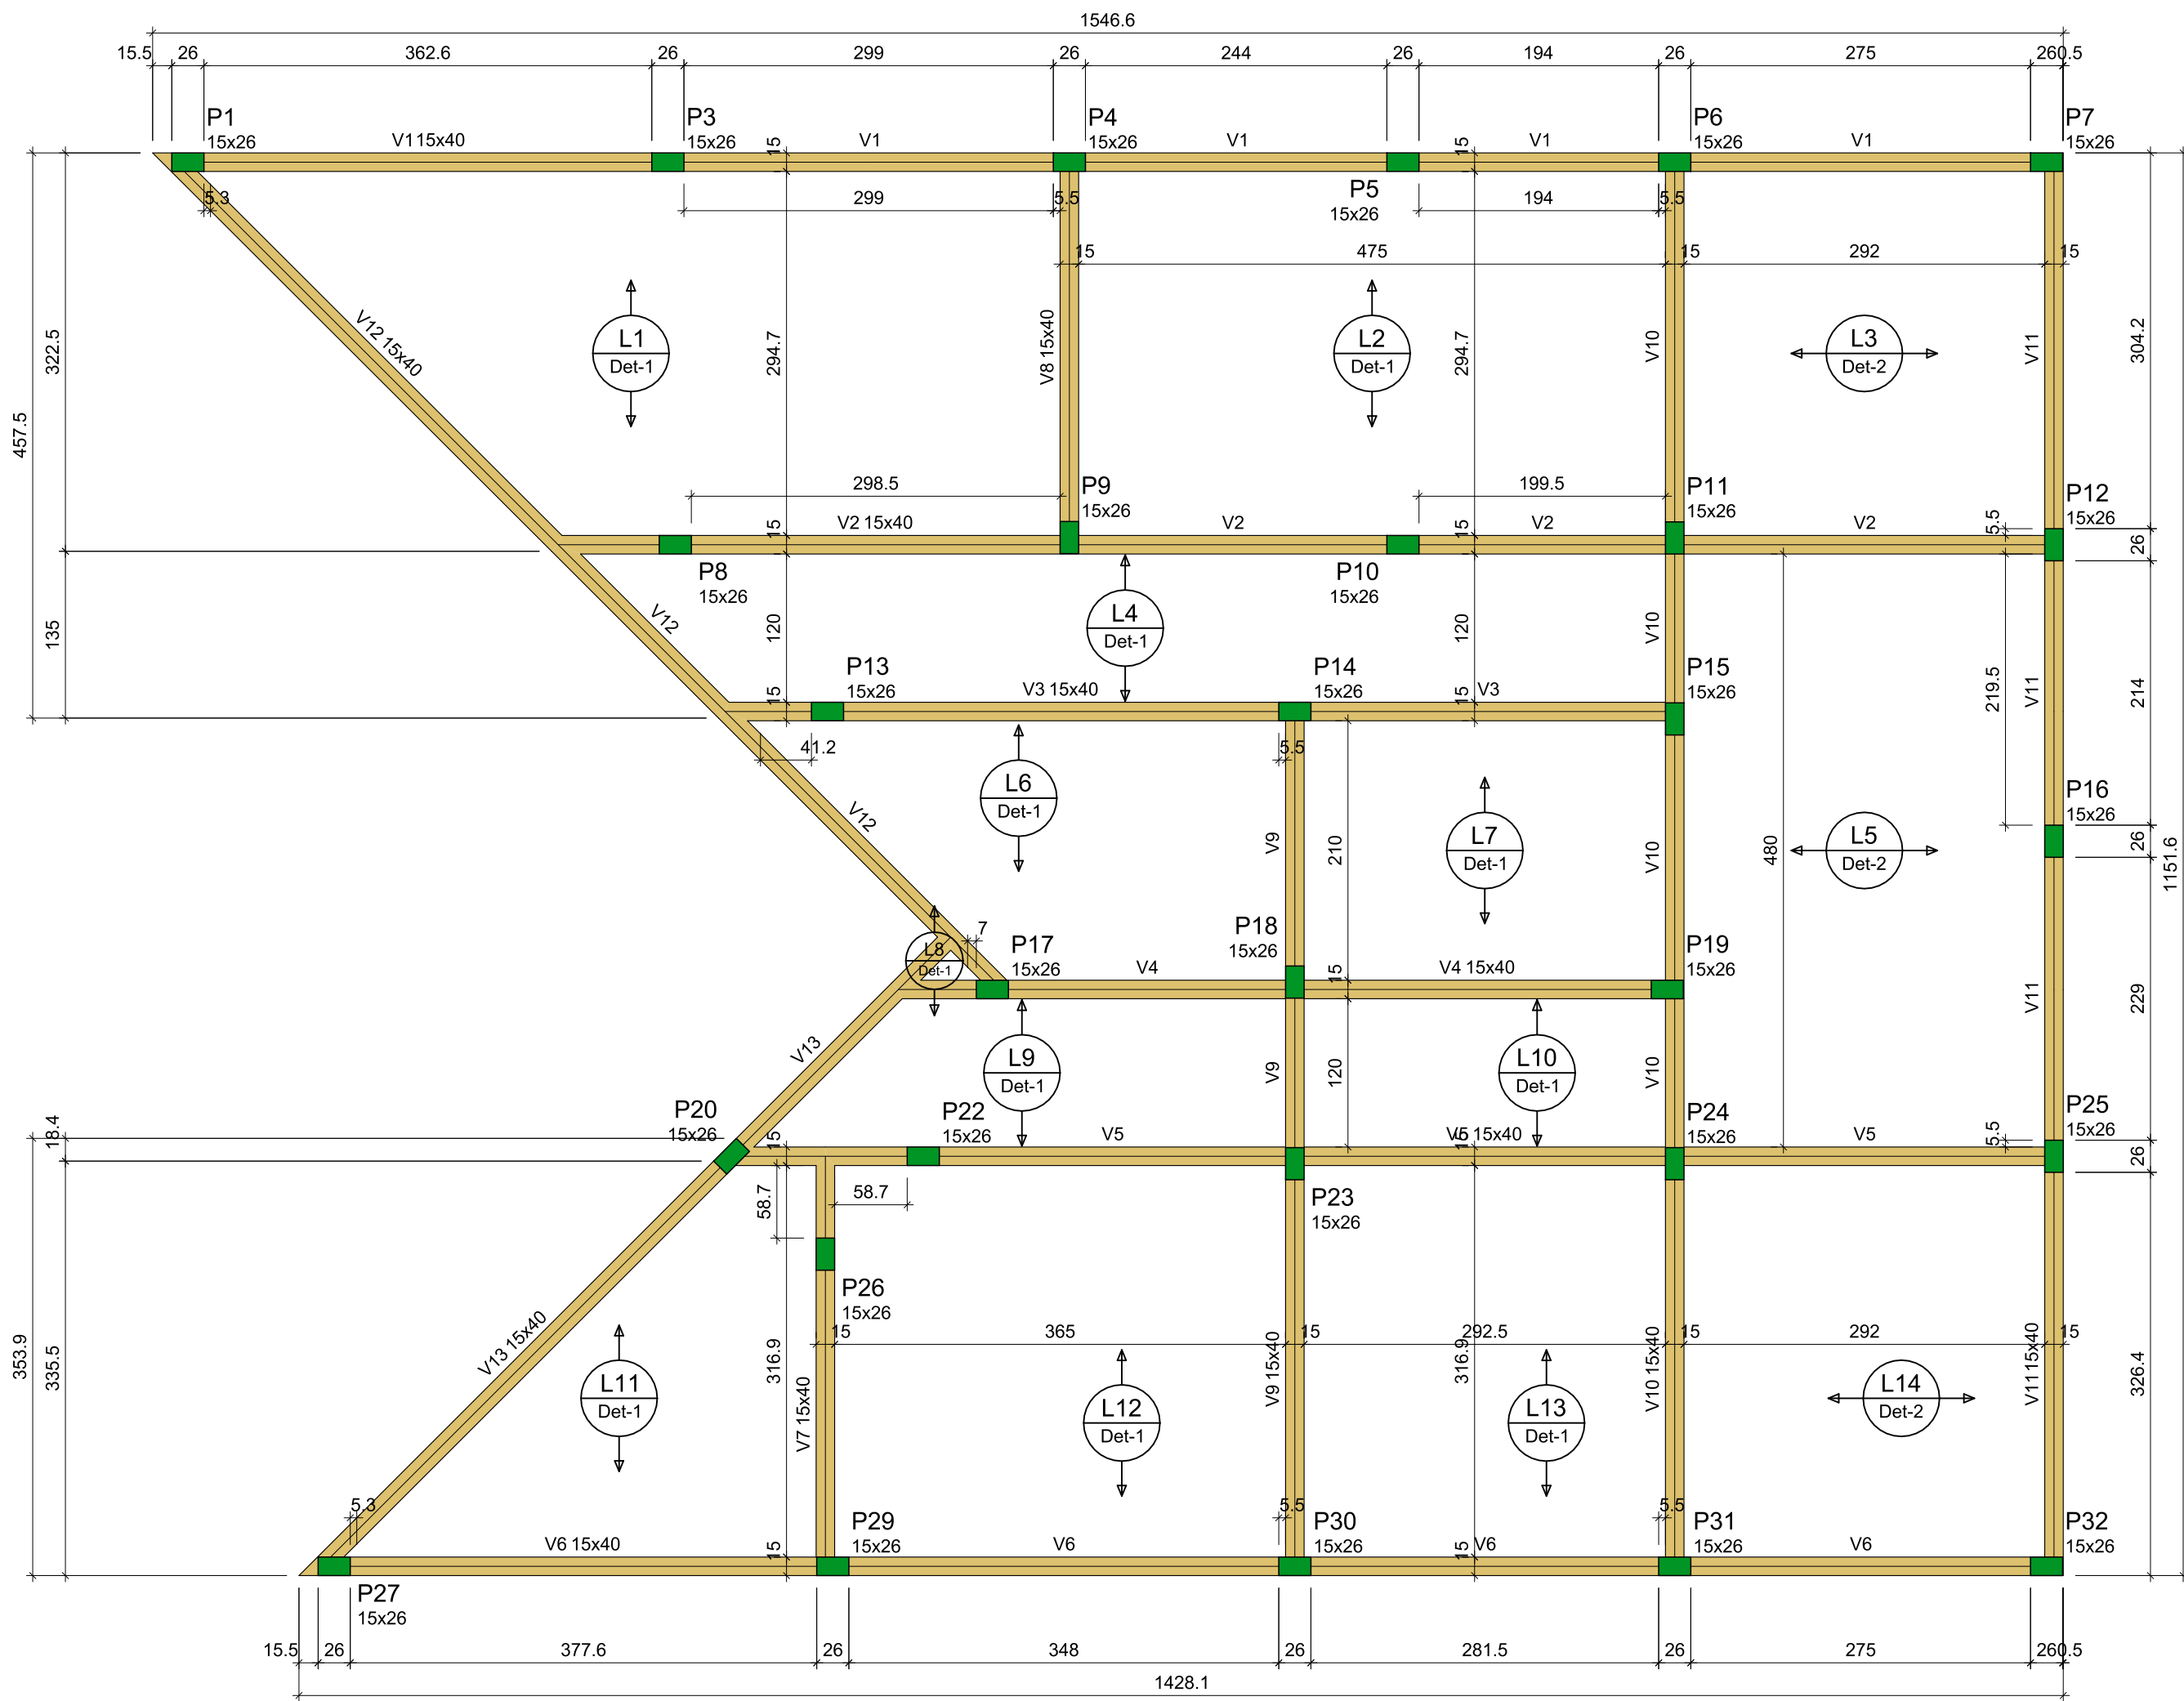 1546.6
15.5 26 362.6 26 299 26 244 26 194 26 275 260.5
P1 P3 P4 P6 P7
15x26 V1 15x40 15x26 15 V1 15x26 V1 15 V1 15x26 V1 15x26
5.3 299 5.5 P5 194 5.5
15x26
15 475 15 292 15
V12 15x40
322.5 294.7 V8 15x40 294.7 V10 V11 304.2
L1 L2 L3
Det-1 Det-1 Det-2
457.5
298.5 P9 199.5 P11 P12
15 V2 15x40 15x26 V2 15 V2 15x26 V2 5.5 15x26
26
P8 P10
15x26 15x26
135 V12 120 L4 120 V10
Det-1
P13 P14 P15
15 15x26 V3 15x40 15x26 15 V3 15x26
219.5 V11 214
41.2 5.5
L6
Det-1
V12 V9 210 L7 V10 480 L5
Det-1 Det-2
P16
15x26
26
1151.6
L8 7 P17 P18 P19
Det-1 15x26 V4 15x26 15 V4 15x40 15x26
V11 229
V13 L9 V9 120 L10 V10
Det-1 Det-1
P20 P22 P24 P25
18.4 15x26 15 15x26 V5 15 V5 15x40 15x26 V5 5.5 15x26
26
58.7 58.7 P23
15x26
P26
15x26
15 365 15 292.5 15 292 15
353.9 335.5 V13 15x40 316.9 V7 15x40 V9 15x40 316.9 V10 15x40 V11 15x40 326.4
L11 L12 L13 L14
Det-1 Det-1 Det-1 Det-2
5.3 5.5 5.5
P29 P30 P31 P32
V6 15x40 15 15x26 V6 15x26 15 V6 15x26 V6 15x26
P27
15x26
15.5 26 377.6 26 348 26 281.5 26 275 260.5
1428.1